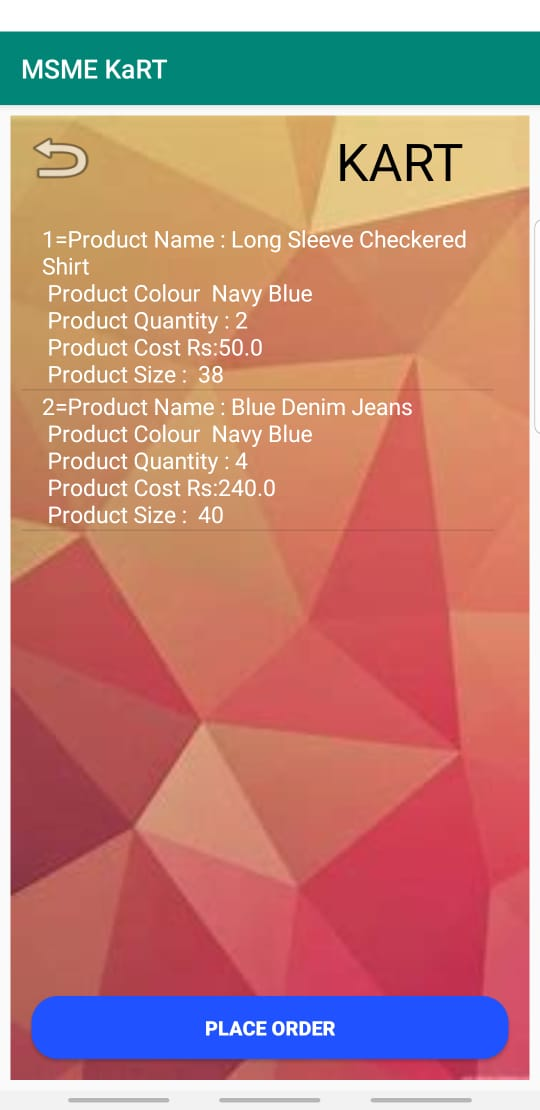 MSME KaRT
KART
1=Product Name : Long Sleeve Checkered
Shirt
Product Colour  Navy Blue
Product Quantity : 2
Product Cost Rs:50.0
Product Size :  38
2=Product Name : Blue Denim Jeans
Product Colour  Navy Blue
Product Quantity : 4
Product Cost Rs:240.0
Product Size :  40
PLACE ORDER